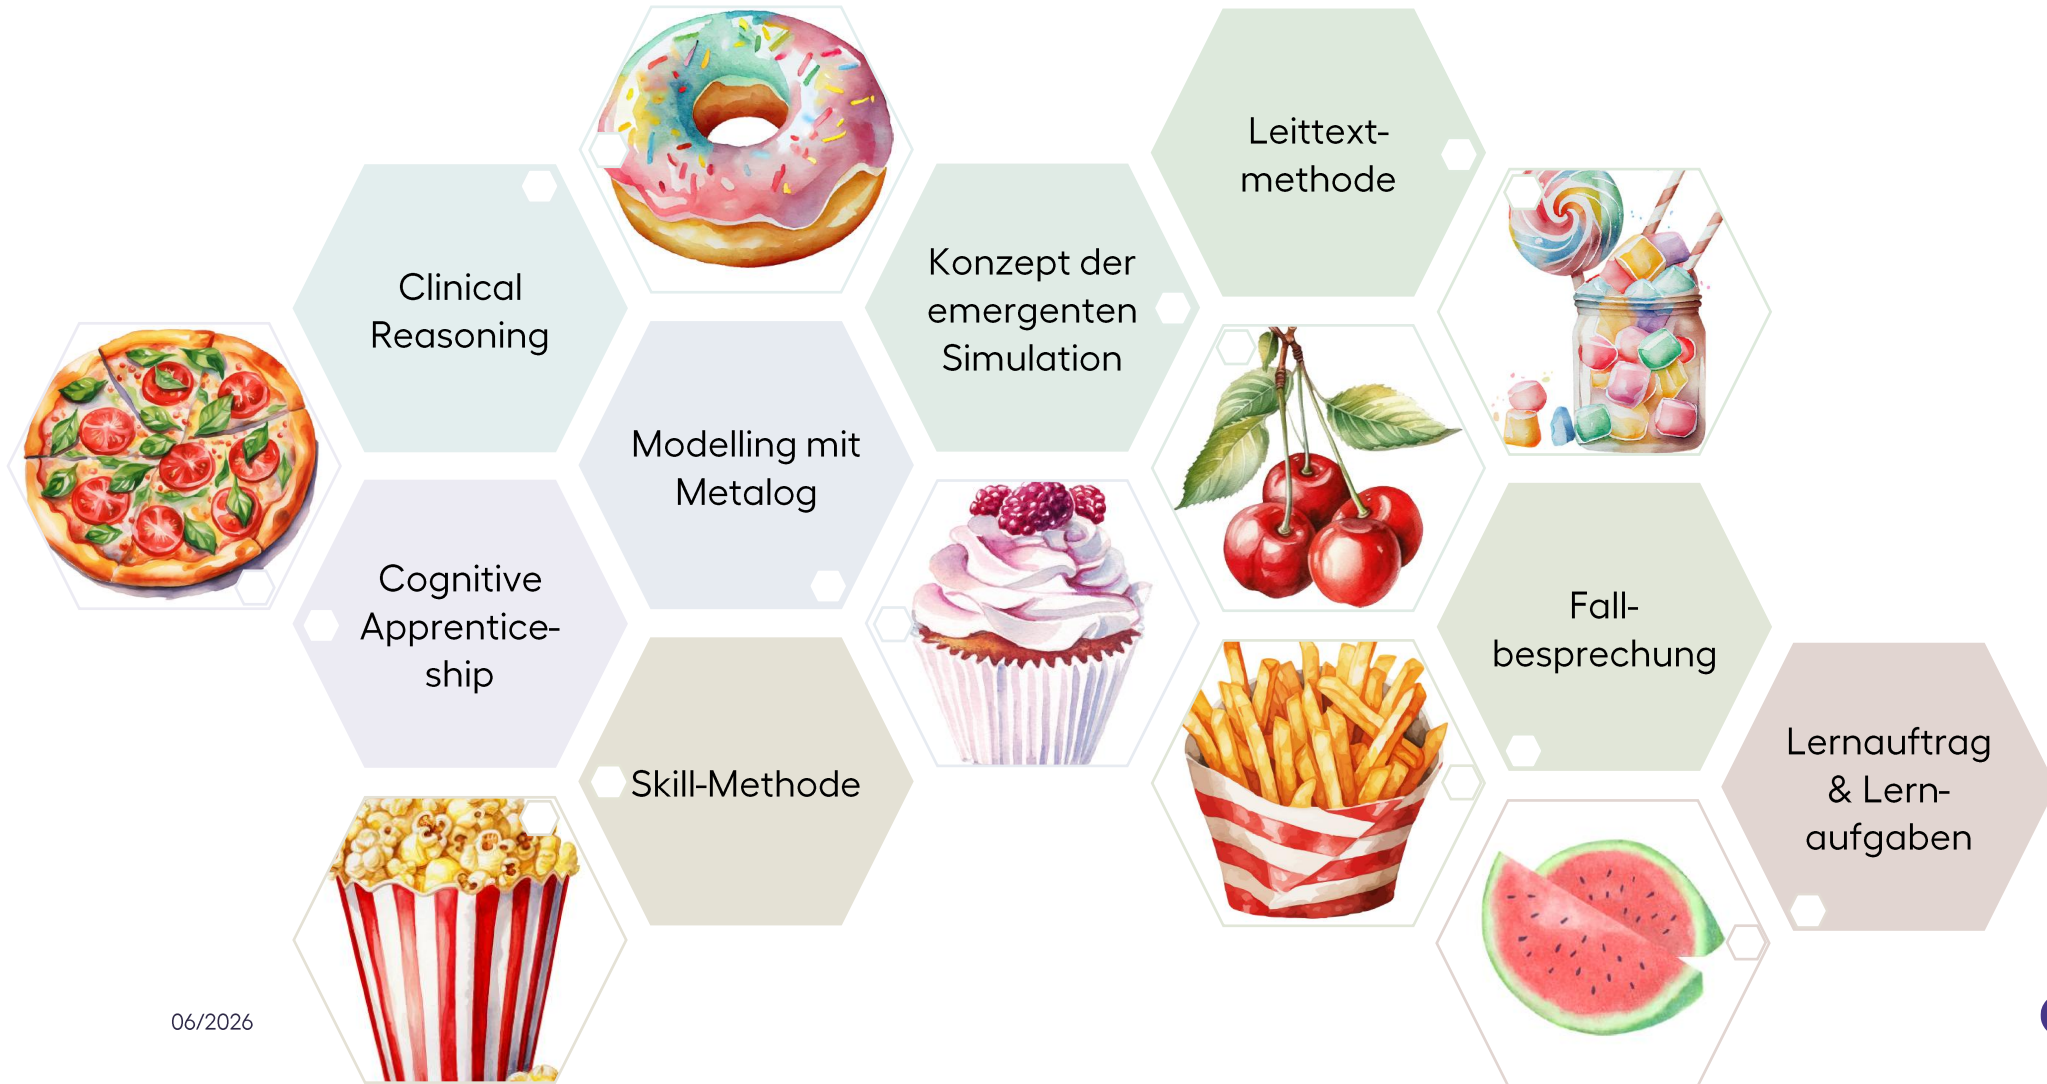 Leittext-
methode
Clinical
Reasoning
Konzept der
emergenten
Simulation
Modelling mit
Metalog
Cognitive
Apprentice-
ship
Fall-
besprechung
Skill-Methode
Lernauftrag
& Lern-
aufgaben
06/2026